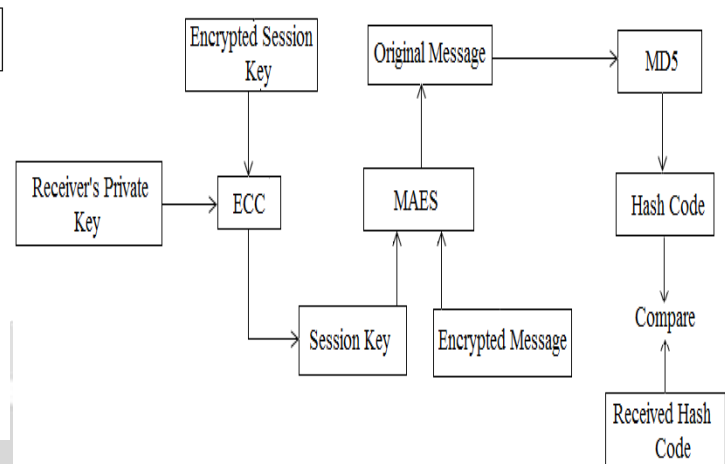 Encrypted Session
Key
Original Message
MD5
Receiver's Private
Key
ECC
MAES
Hash Code
Session Key
Encrypted Message
Compare
Received Hash
Code